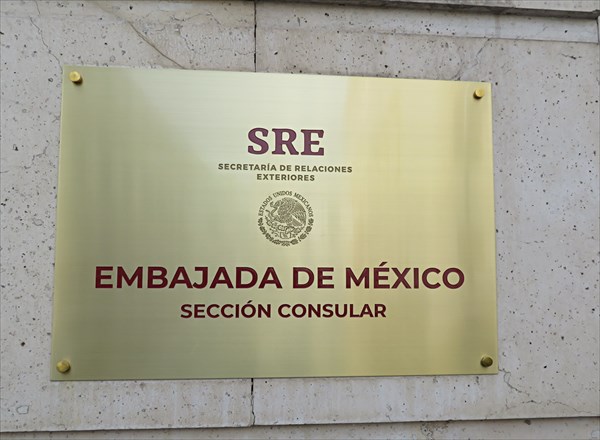 SRE
SECRETARÍA DE RELACIONES
EXTERIORES
ESTADOS UNIDOS MEXICANOS
EMBAJADA DE MÉXICO
SECCIÓN CONSULAR